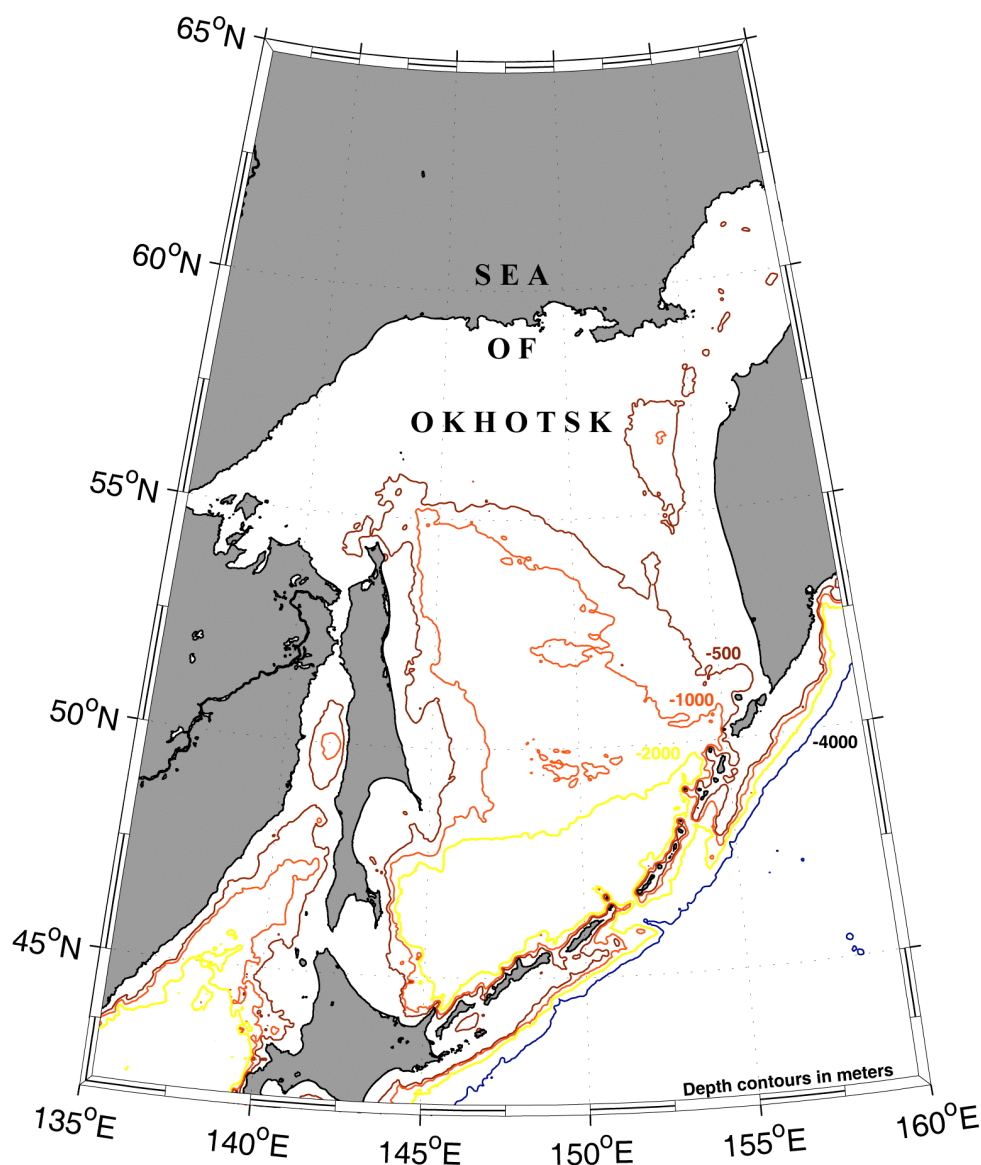 65°N
60°N
S E A
O F
O K H O T S K
55°N
-500
-1000
50°N
-2000
-4000
45°N
Depth contours in meters
135°E
140°E
145°E
150°E
155°E
160°E